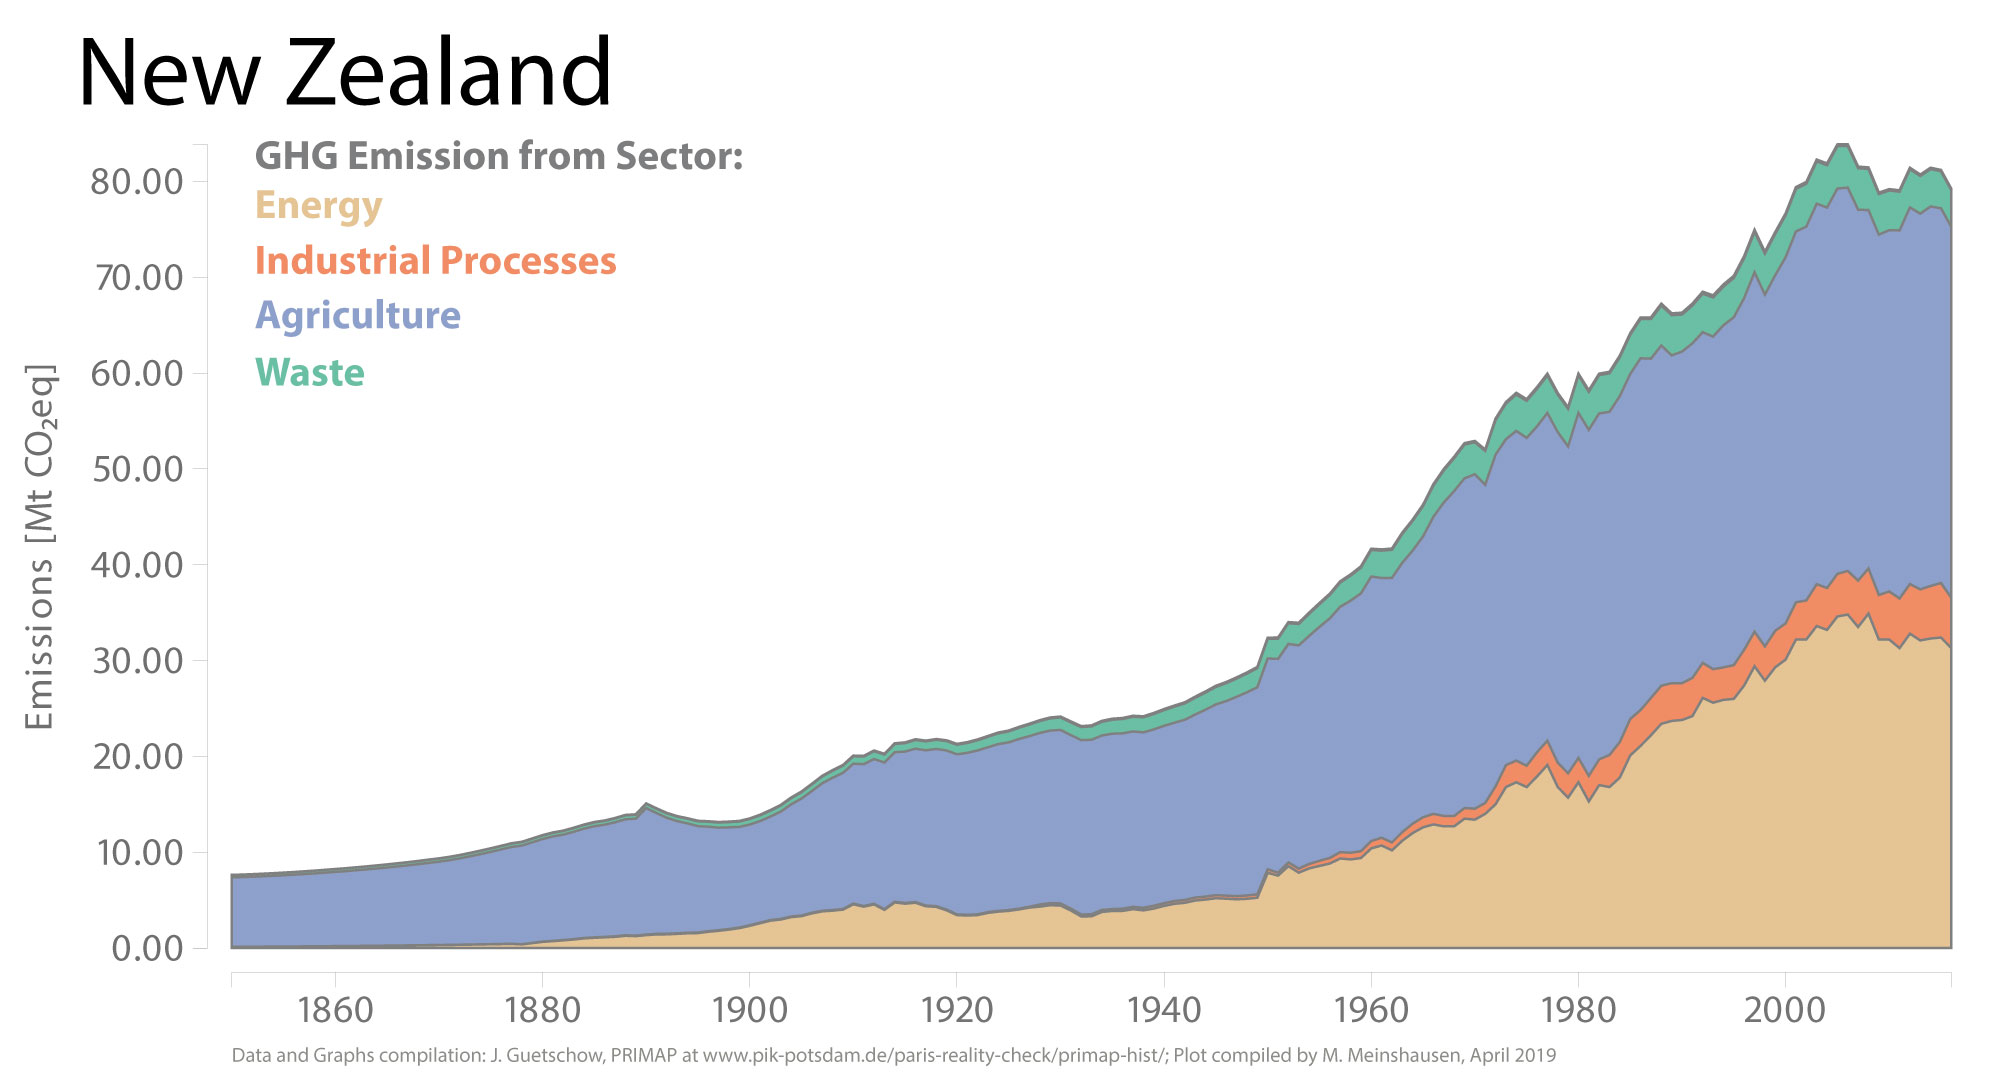 New Zealand
GHG Emission from Sector:
Energy
Industrial Processes
Agriculture
Waste
Emissions [Mt CO₂eq]
80.00
70.00
60.00
50.00
40.00
30.00
20.00
10.00
0.00
1860 1880 1900 1920 1940 1960 1980 2000
Data and Graphs compilation: J. Guetschow, PRIMAP at www.pik-potsdam.de/paris-reality-check/primap-hist/; Plot compiled by M. Meinshausen, April 2019